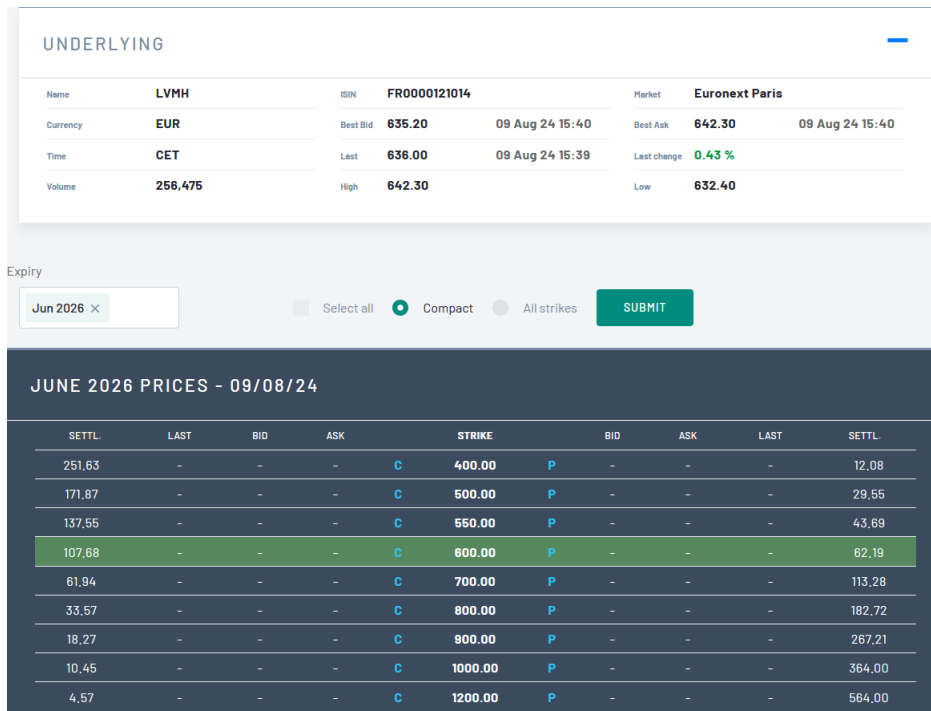 UNDERLYING
Name LVMH ISIN FR0000121014 Market Euronext Paris
Currency EUR Best Bid 635.20 09 Aug 24 15:40 Best Ask 642.30 09 Aug 24 15:40
Time CET Last 636.00 09 Aug 24 15:39 Last change 0.43 %
Volume 256,475 High 642.30 Low 632.40
Expiry
Jun 2026 × Select all Compact All strikes SUBMIT
JUNE 2026 PRICES - 09/08/24
SETTL. LAST BID ASK STRIKE BID ASK LAST SETTL.
251.63 - - - C 400.00 P - - - 12.08
171.87 - - - C 500.00 P - - - 29.55
137.55 - - - C 550.00 P - - - 43.69
107.68 - - - C 600.00 P - - - 62.19
61.94 - - - C 700.00 P - - - 113.28
33.57 - - - C 800.00 P - - - 182.72
18.27 - - - C 900.00 P - - - 267.21
10.45 - - - C 1000.00 P - - - 364.00
4.57 - - - C 1200.00 P - - - 564.00